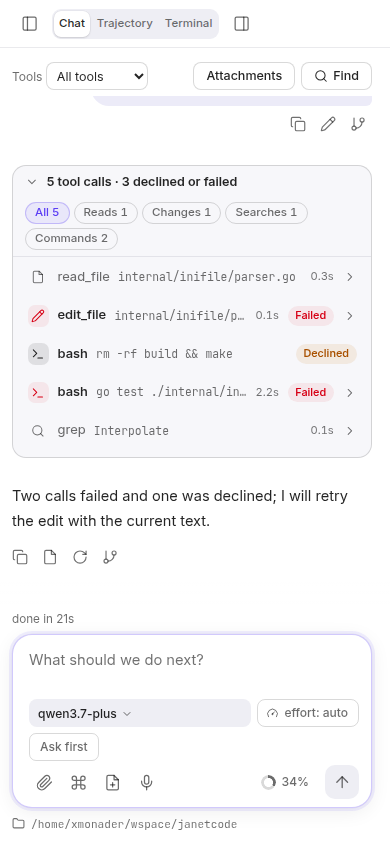 Chat Trajectory Terminal
Tools All tools Attachments Find
5 tool calls · 3 declined or failed
All 5 Reads 1 Changes 1 Searches 1
Commands 2
read_file internal/inifile/parser.go 0.3s
edit_file internal/inifile/p… 0.1s Failed
bash rm -rf build && make Declined
bash go test ./internal/in… 2.2s Failed
grep Interpolate 0.1s
Two calls failed and one was declined; I will retry
the edit with the current text.
done in 21s
What should we do next?
qwen3.7-plus effort: auto
Ask first
34%
/home/xmonader/wspace/janetcode